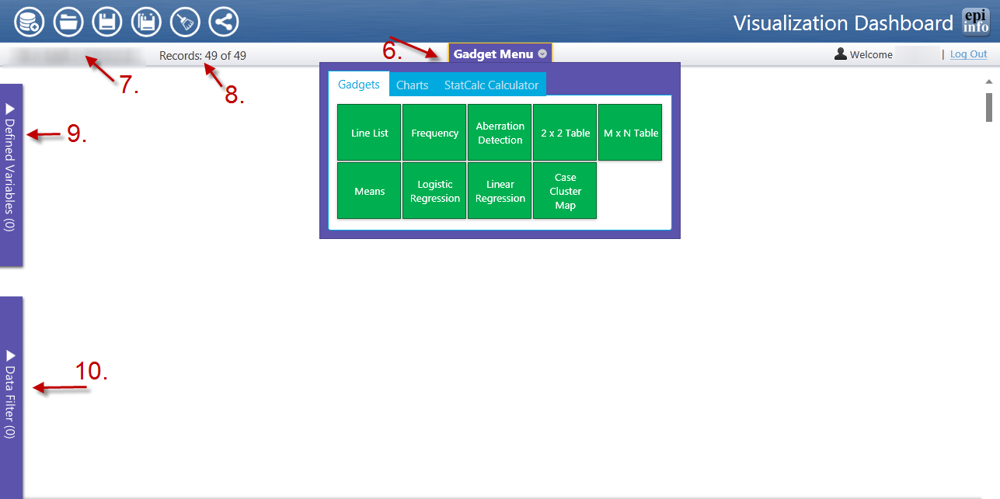 Visualization Dashboard
epi
info
Records: 49 of 49
6.
Gadget Menu
Welcome
| Log Out
7.
8.
Gadgets
Charts
StatCalc Calculator
Line List
Frequency
Aberration
Detection
2 x 2 Table
M x N Table
Means
Logistic
Regression
Linear
Regression
Case
Cluster
Map
9.
Defined Variables (0)
10.
Data Filter (0)